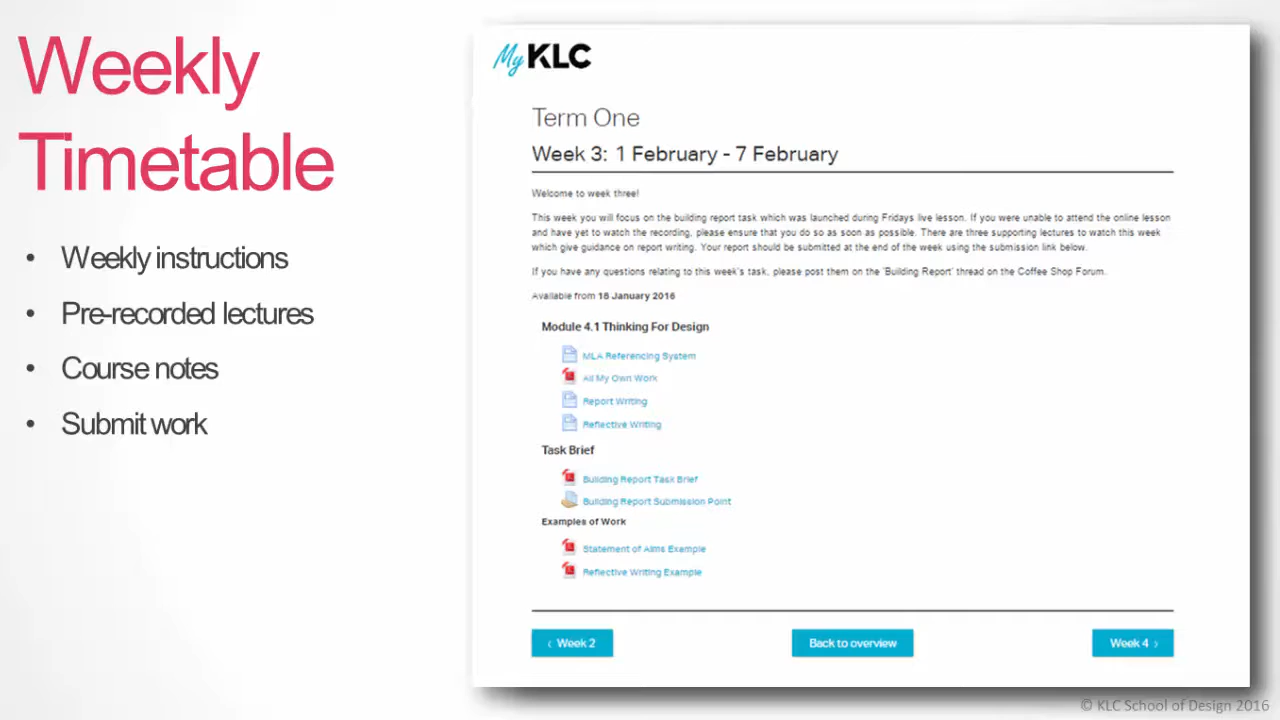 Weekly
Timetable
• Weekly instructions
• Pre-recorded lectures
• Course notes
• Submit work
My KLC
Term One
Week 3: 1 February - 7 February
Welcome to week three!
This week you will focus on the building report task which was launched during Fridays live lesson. If you were unable to attend the online lesson
and have yet to watch the recording, please ensure that you do so as soon as possible. There are three supporting lectures to watch this week
which give guidance on report writing. Your report should be submitted at the end of the week using the submission link below.
If you have any questions relating to this week's task, please post them on the 'Building Report' thread on the Coffee Shop Forum.
Available from 18 January 2016
Module 4.1 Thinking For Design
MLA Referencing System
All My Own Work
Report Writing
Reflective Writing
Task Brief
Building Report Task Brief
Building Report Submission Point
Examples of Work
Statement of Aims Example
Reflective Writing Example
‹ Week 2
Back to overview
Week 4 ›
© KLC School of Design 2016